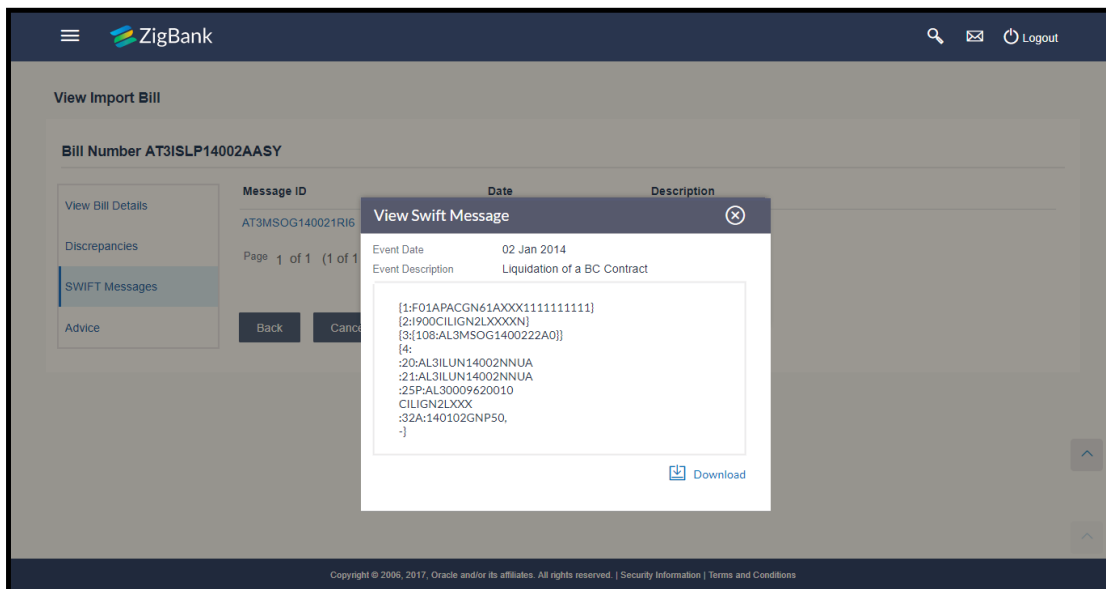 ZigBank
Logout
View Import Bill
Bill Number AT3ISLP14002AASY
View Bill Details
Discrepancies
SWIFT Messages
Advice
Message ID Date Description
AT3MSOG140021RI6
Page 1 of 1 (1 of 1
Back
View Swift Message
Event Date 02 Jan 2014
Event Description Liquidation of a BC Contract
{1:F01APACGN61AXXX1111111111}
{2:I900CILIGN2LXXXXN}
{3:{108:AL3MSOG1400222A0}}
{4:
:20:AL3ILUN14002NNUA
:21:AL3ILUN14002NNUA
:25P:AL30009620010
CILIGN2LXXX
:32A:140102GNP50,
-}
Download
Copyright © 2006, 2017, Oracle and/or its affiliates. All rights reserved. | Security Information | Terms and Conditions